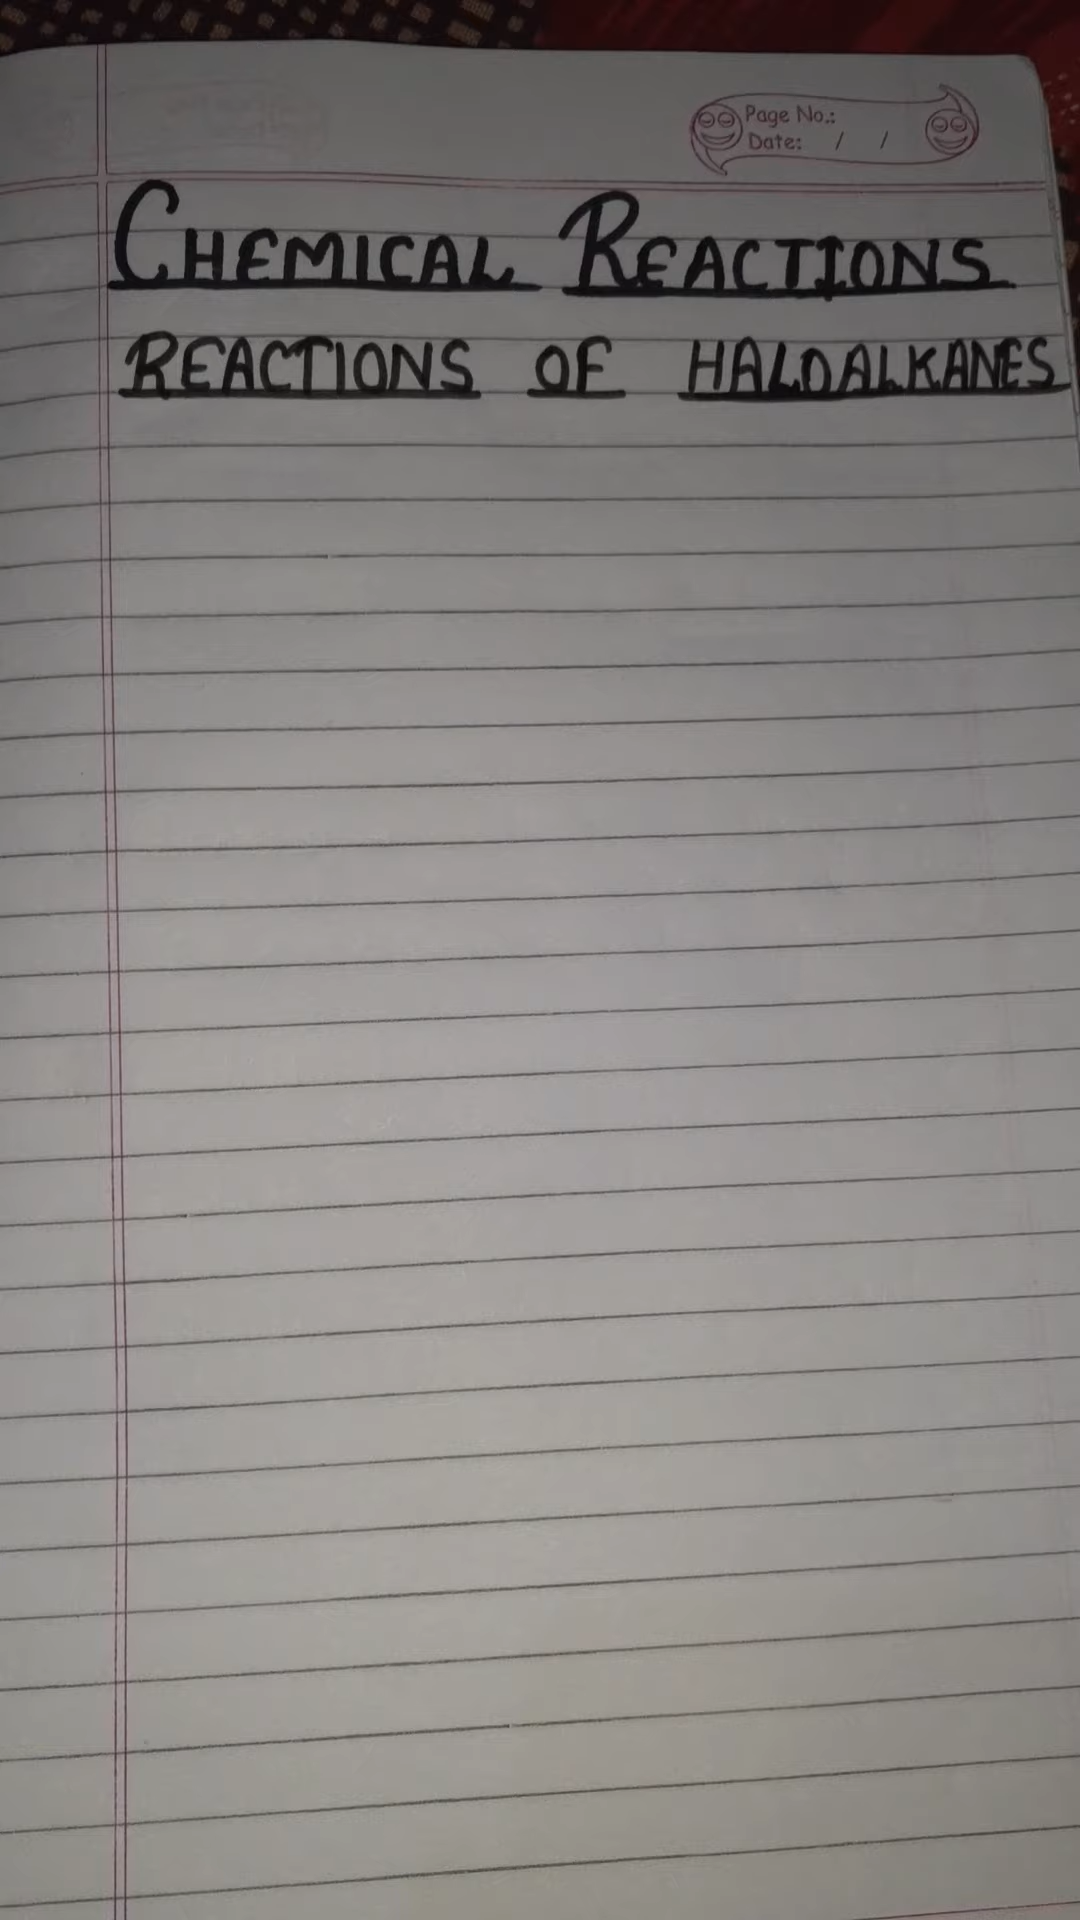 Page No.:
Date: / /
CHEMICAL REACTIONS
REACTIONS OF HALOALKANES